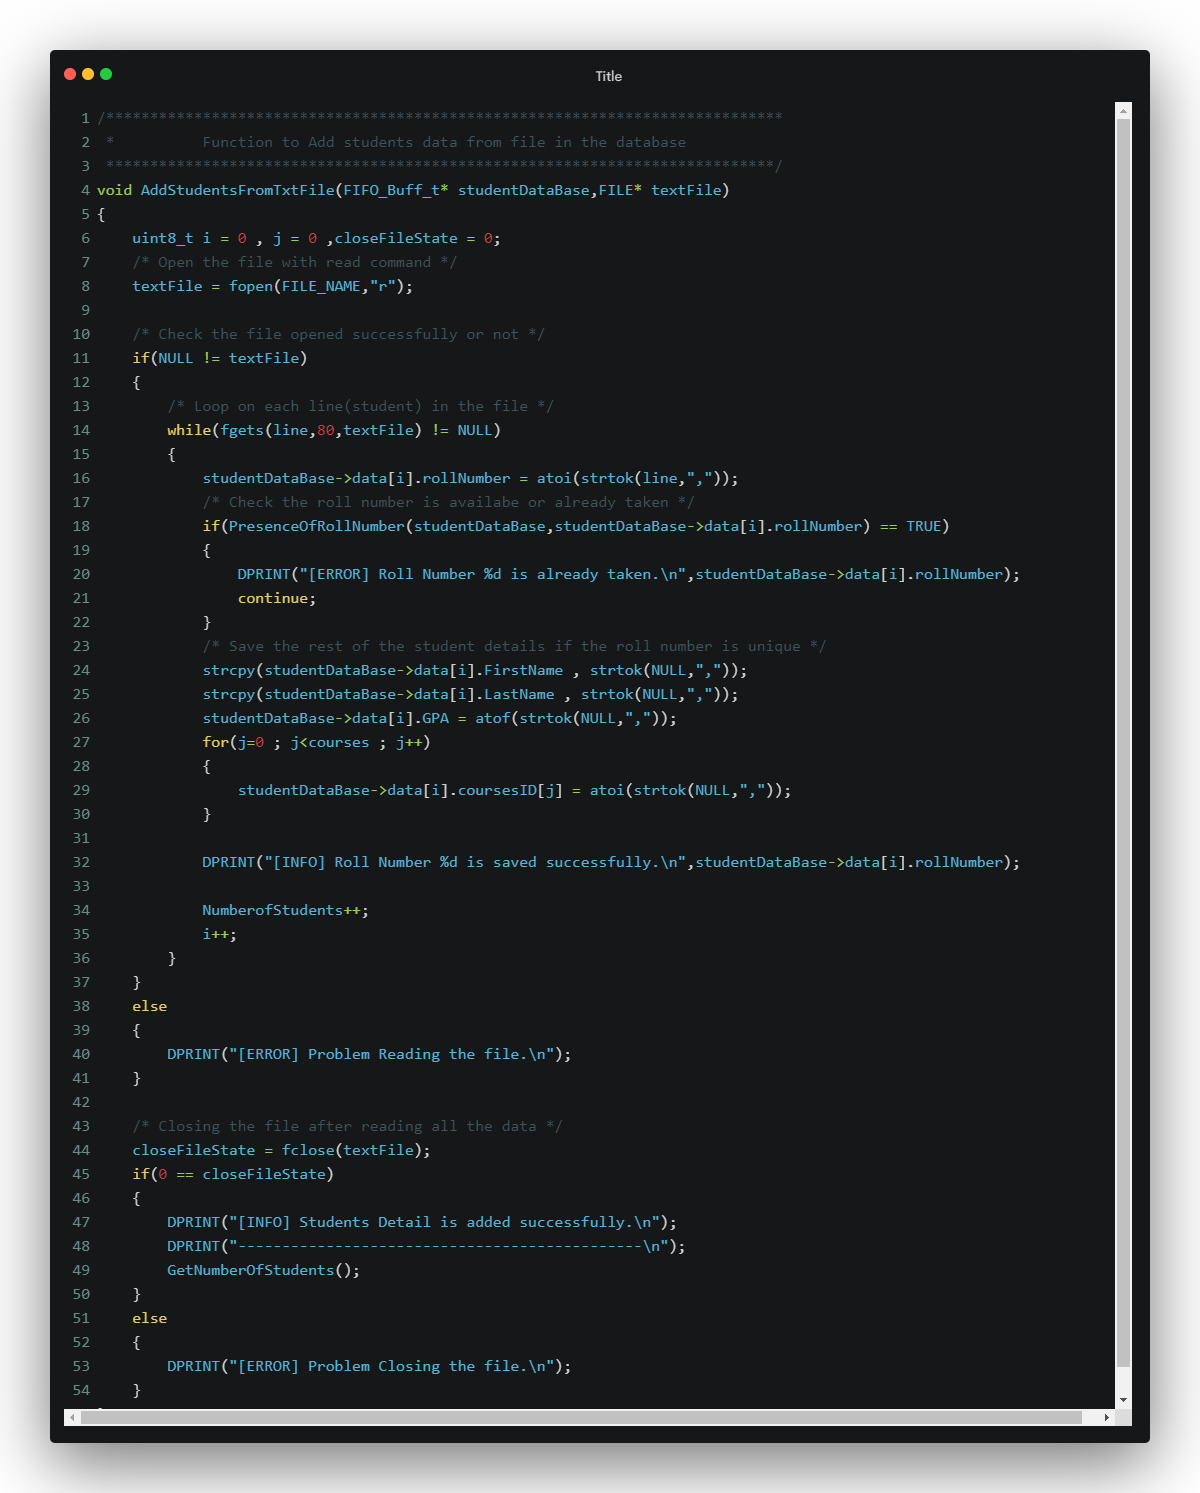 Title
1 /*****************************************************************************
2  *          Function to Add students data from file in the database
3  ****************************************************************************/
4 void AddStudentsFromTxtFile(FIFO_Buff_t* studentDataBase,FILE* textFile)
5 {
6     uint8_t i = 0 , j = 0 ,closeFileState = 0;
7     /* Open the file with read command */
8     textFile = fopen(FILE_NAME,"r");
9
10     /* Check the file opened successfully or not */
11     if(NULL != textFile)
12     {
13         /* Loop on each line(student) in the file */
14         while(fgets(line,80,textFile) != NULL)
15         {
16             studentDataBase->data[i].rollNumber = atoi(strtok(line,","));
17             /* Check the roll number is availabe or already taken */
18             if(PresenceOfRollNumber(studentDataBase,studentDataBase->data[i].rollNumber) == TRUE)
19             {
20                 DPRINT("[ERROR] Roll Number %d is already taken.\n",studentDataBase->data[i].rollNumber);
21                 continue;
22             }
23             /* Save the rest of the student details if the roll number is unique */
24             strcpy(studentDataBase->data[i].FirstName , strtok(NULL,","));
25             strcpy(studentDataBase->data[i].LastName , strtok(NULL,","));
26             studentDataBase->data[i].GPA = atof(strtok(NULL,","));
27             for(j=0 ; j<courses ; j++)
28             {
29                 studentDataBase->data[i].coursesID[j] = atoi(strtok(NULL,","));
30             }
31
32             DPRINT("[INFO] Roll Number %d is saved successfully.\n",studentDataBase->data[i].rollNumber);
33
34             NumberofStudents++;
35             i++;
36         }
37     }
38     else
39     {
40         DPRINT("[ERROR] Problem Reading the file.\n");
41     }
42
43     /* Closing the file after reading all the data */
44     closeFileState = fclose(textFile);
45     if(0 == closeFileState)
46     {
47         DPRINT("[INFO] Students Detail is added successfully.\n");
48         DPRINT("----------------------------------------------\n");
49         GetNumberOfStudents();
50     }
51     else
52     {
53         DPRINT("[ERROR] Problem Closing the file.\n");
54     }